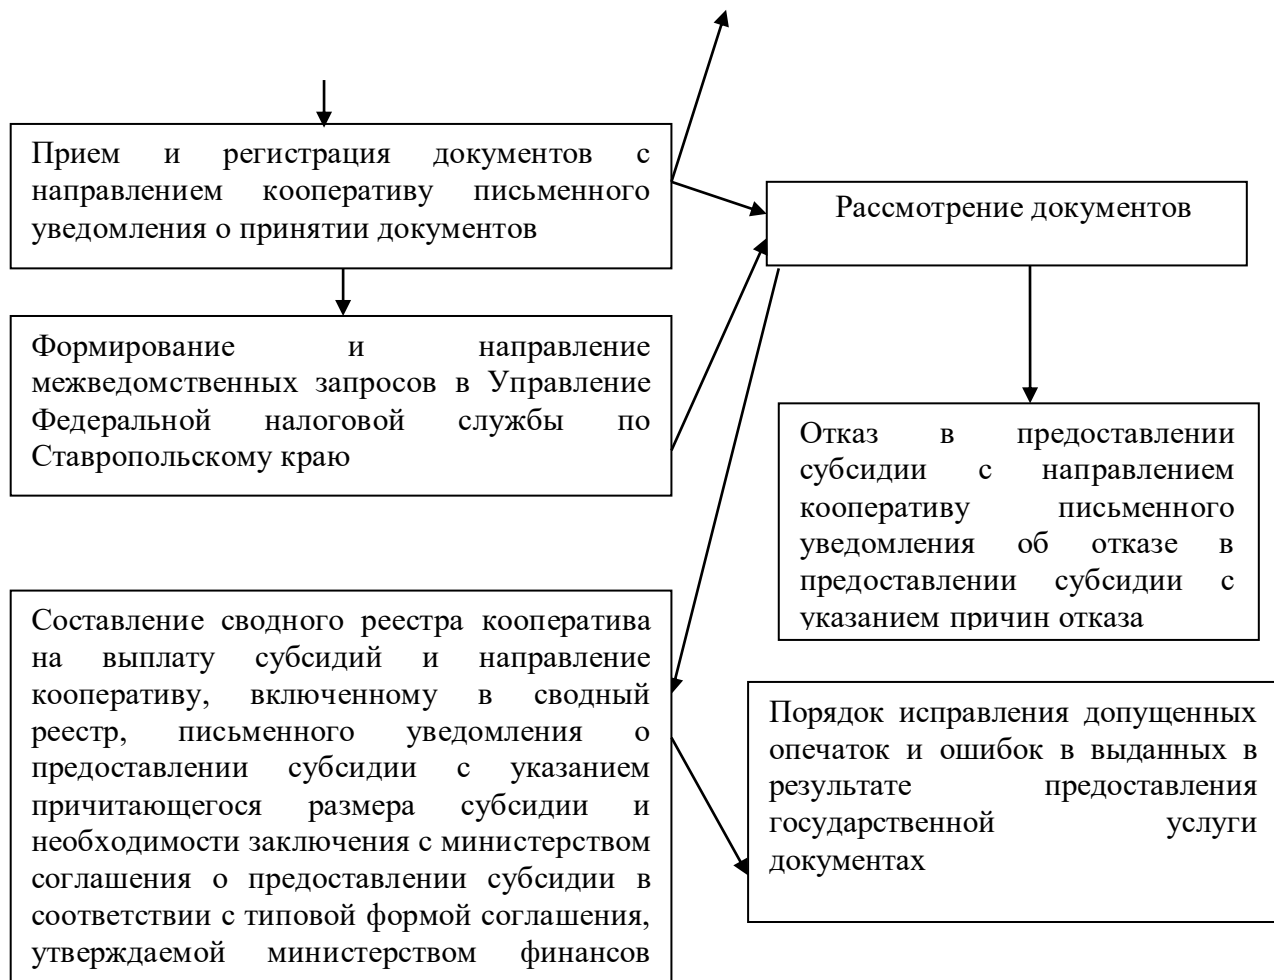 Прием и регистрация документов с
направлением кооперативу письменного
уведомления о принятии документов
Рассмотрение документов
Формирование и направление
межведомственных запросов в Управление
Федеральной налоговой службы по
Ставропольскому краю
Отказ в предоставлении
субсидии с направлением
кооперативу письменного
уведомления об отказе в
предоставлении субсидии с
указанием причин отказа
Составление сводного реестра кооператива
на выплату субсидий и направление
кооперативу, включенному в сводный
реестр, письменного уведомления о
предоставлении субсидии с указанием
причитающегося размера субсидии и
необходимости заключения с министерством
соглашения о предоставлении субсидии в
соответствии с типовой формой соглашения,
утверждаемой министерством финансов
Порядок исправления допущенных
опечаток и ошибок в выданных в
результате предоставления
государственной услуги
документах